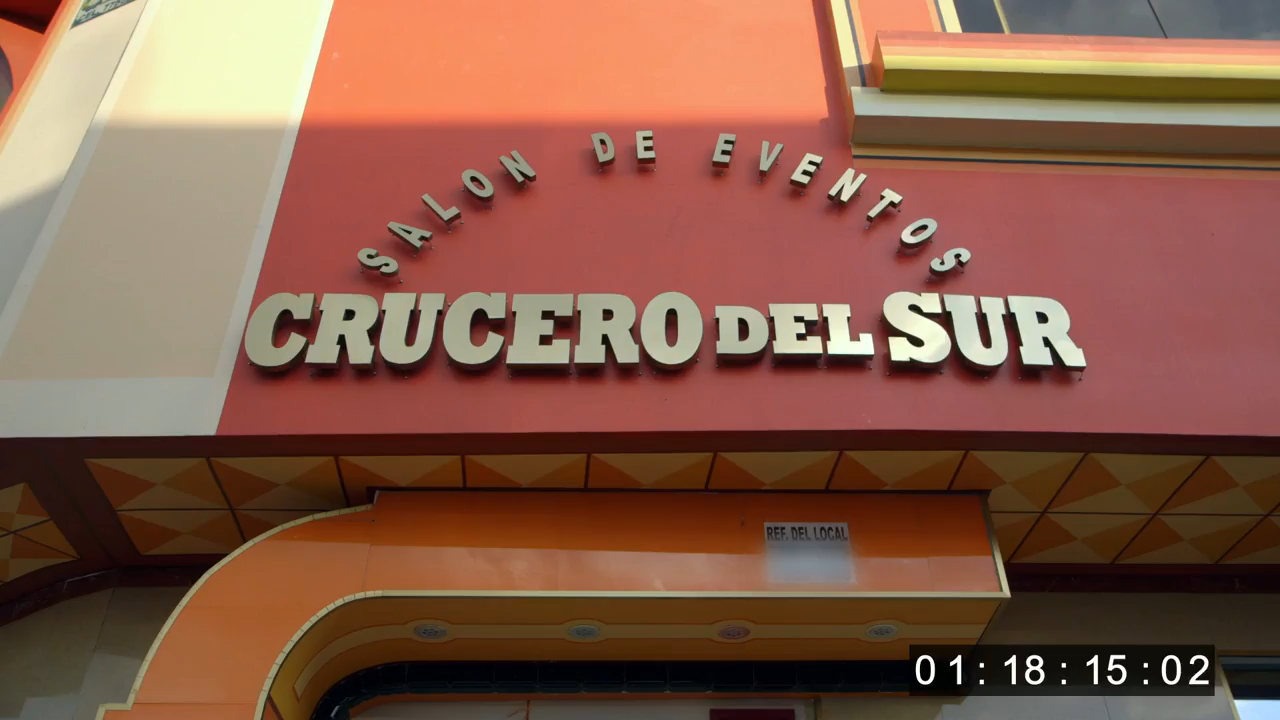 SALON DE EVENTOS
CRUCERO DEL SUR
REF. DEL LOCAL
01:18:15:02